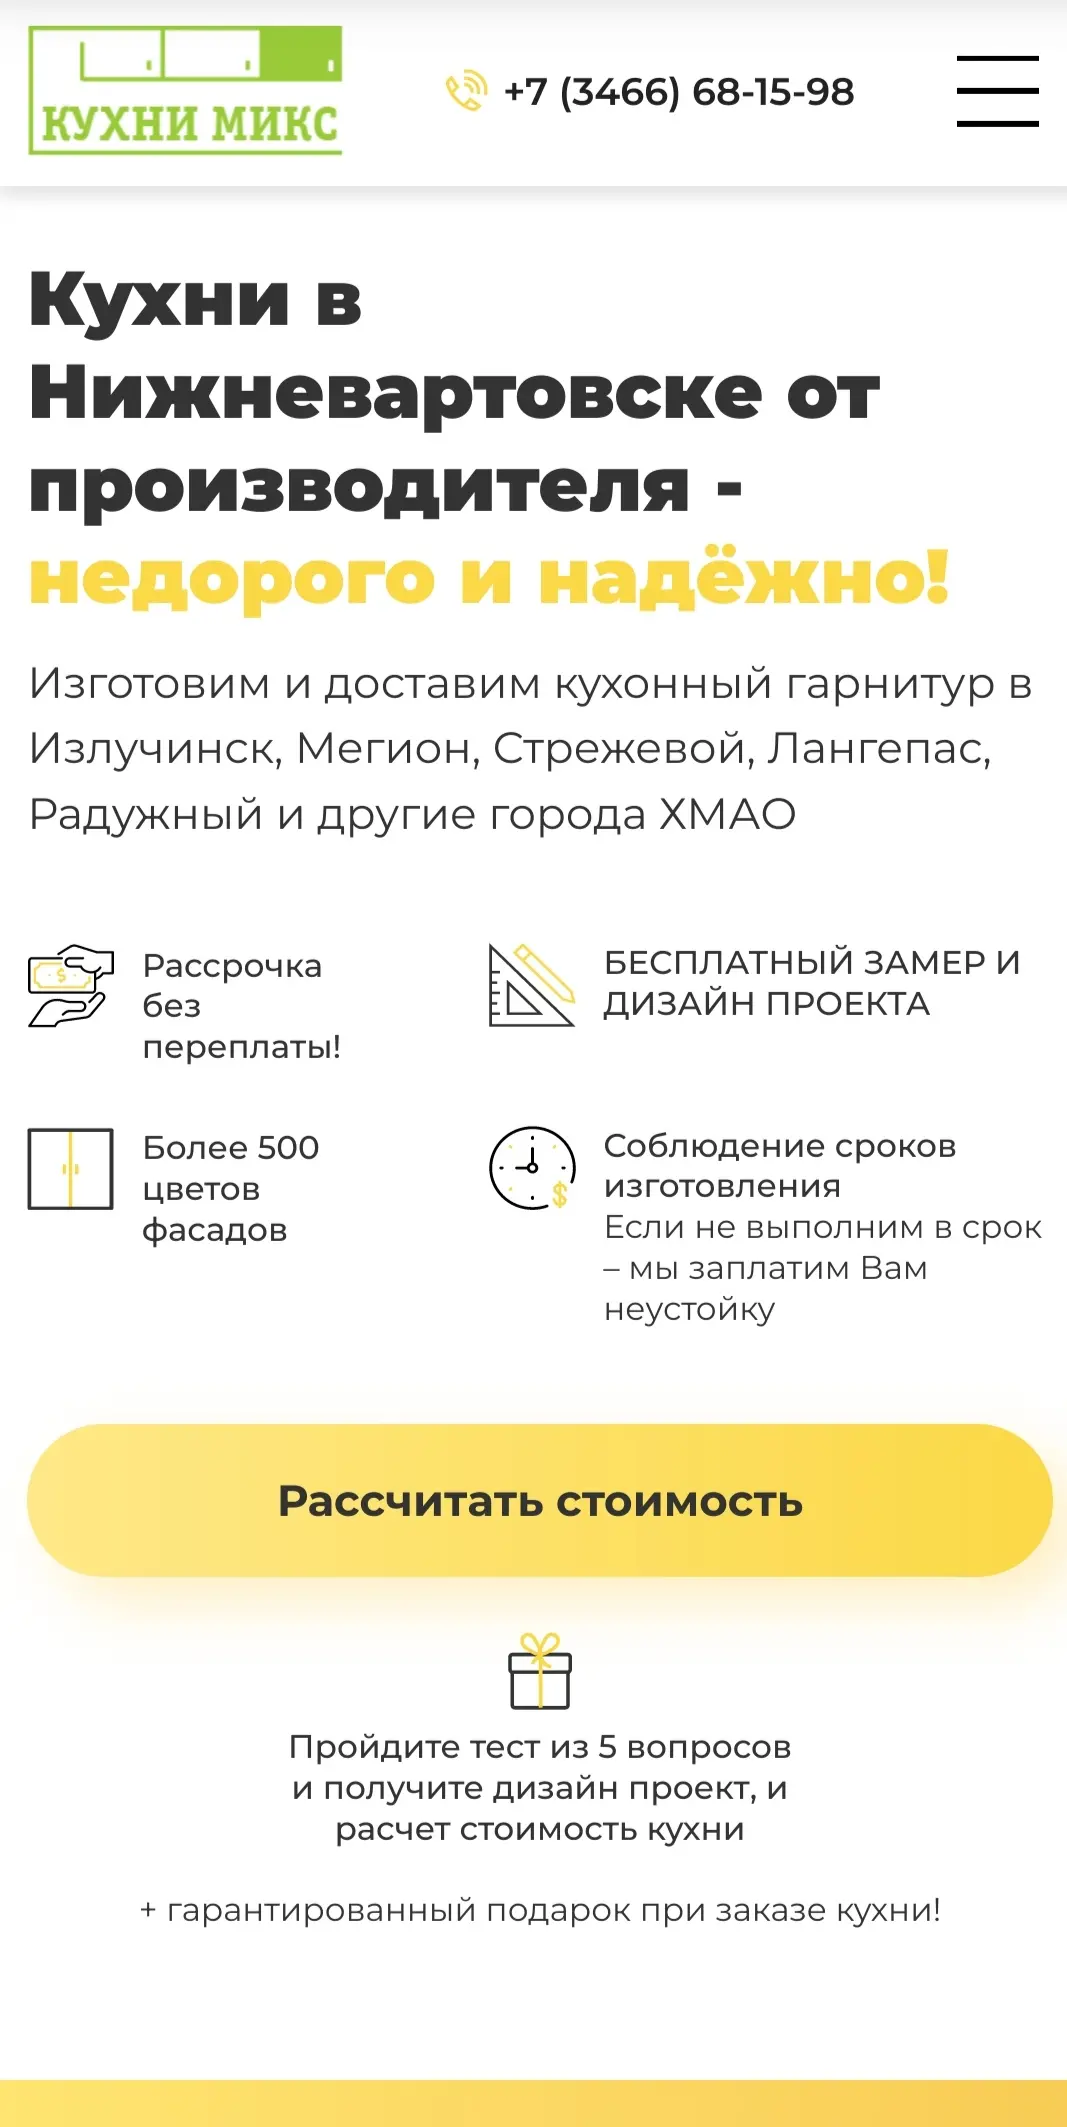 КУХНИ МИКС
+7 (3466) 68-15-98
Кухни в
Нижневартовске от
производителя -
недорого и надёжно!
Изготовим и доставим кухонный гарнитур в
Излучинск, Мегион, Стрежевой, Лангепас,
Радужный и другие города ХМАО
Рассрочка
без
переплаты!
БЕСПЛАТНЫЙ ЗАМЕР И
ДИЗАЙН ПРОЕКТА
Более 500
цветов
фасадов
Соблюдение сроков
изготовления
Если не выполним в срок
– мы заплатим Вам
неустойку
Рассчитать стоимость
Пройдите тест из 5 вопросов
и получите дизайн проект, и
расчет стоимость кухни
+ гарантированный подарок при заказе кухни!